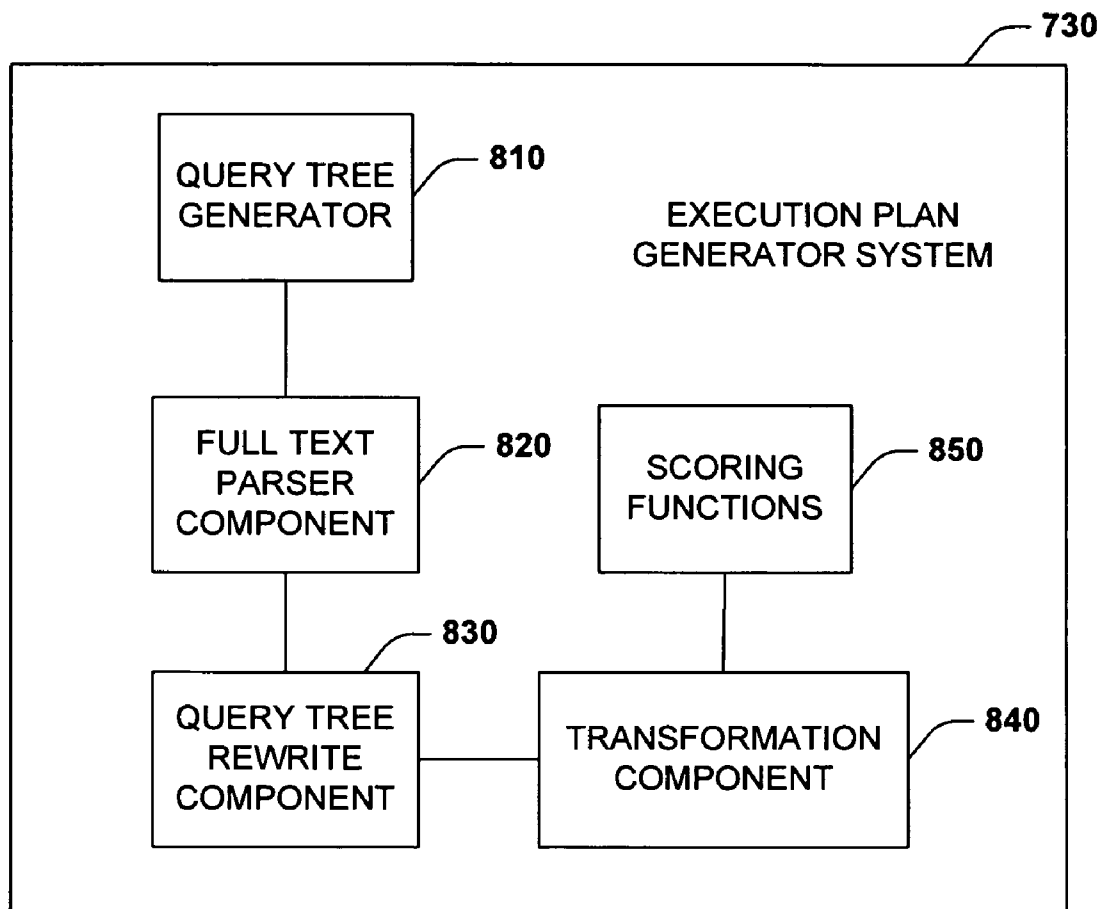 730
QUERY TREE
GENERATOR
810
EXECUTION PLAN
GENERATOR SYSTEM
FULL TEXT
PARSER
COMPONENT
820
SCORING
FUNCTIONS
850
830
QUERY TREE
REWRITE
COMPONENT
TRANSFORMATION
COMPONENT
840